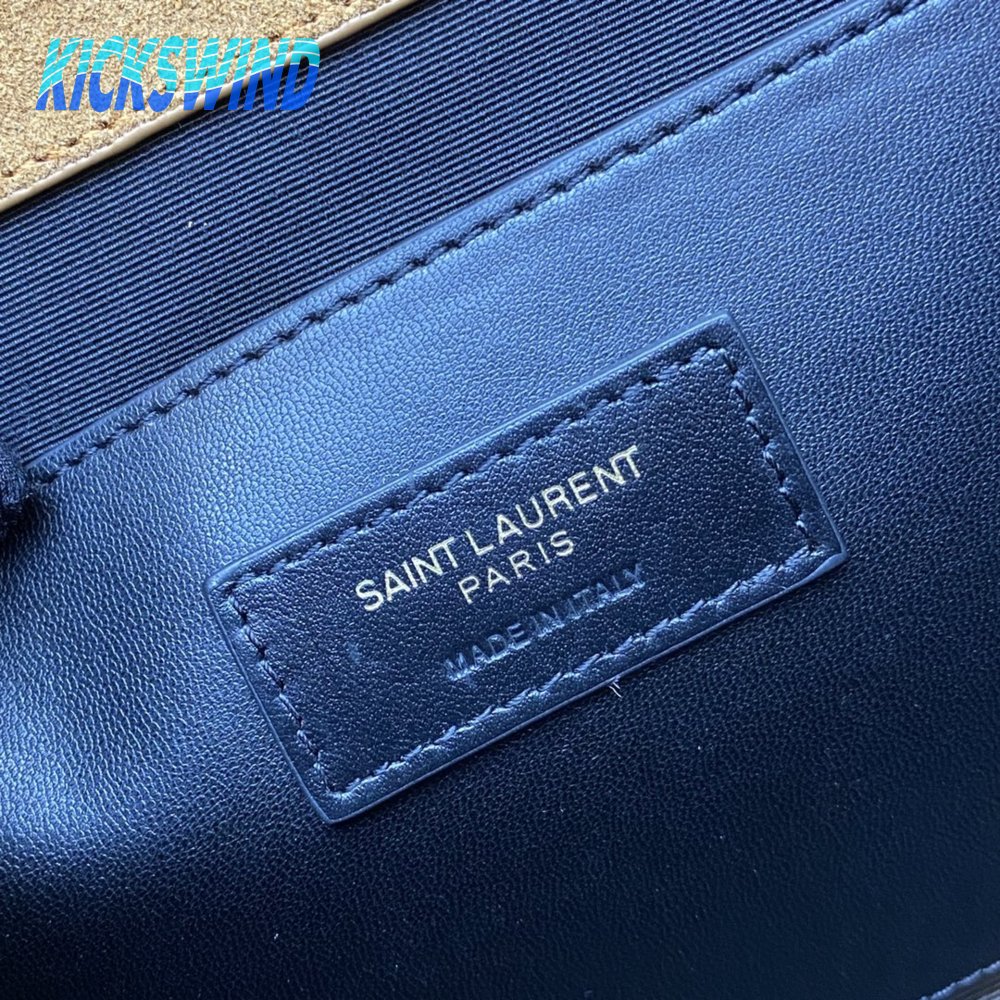 KICKSWIND
SAINT LAURENT
PARIS
MADE IN ITALY